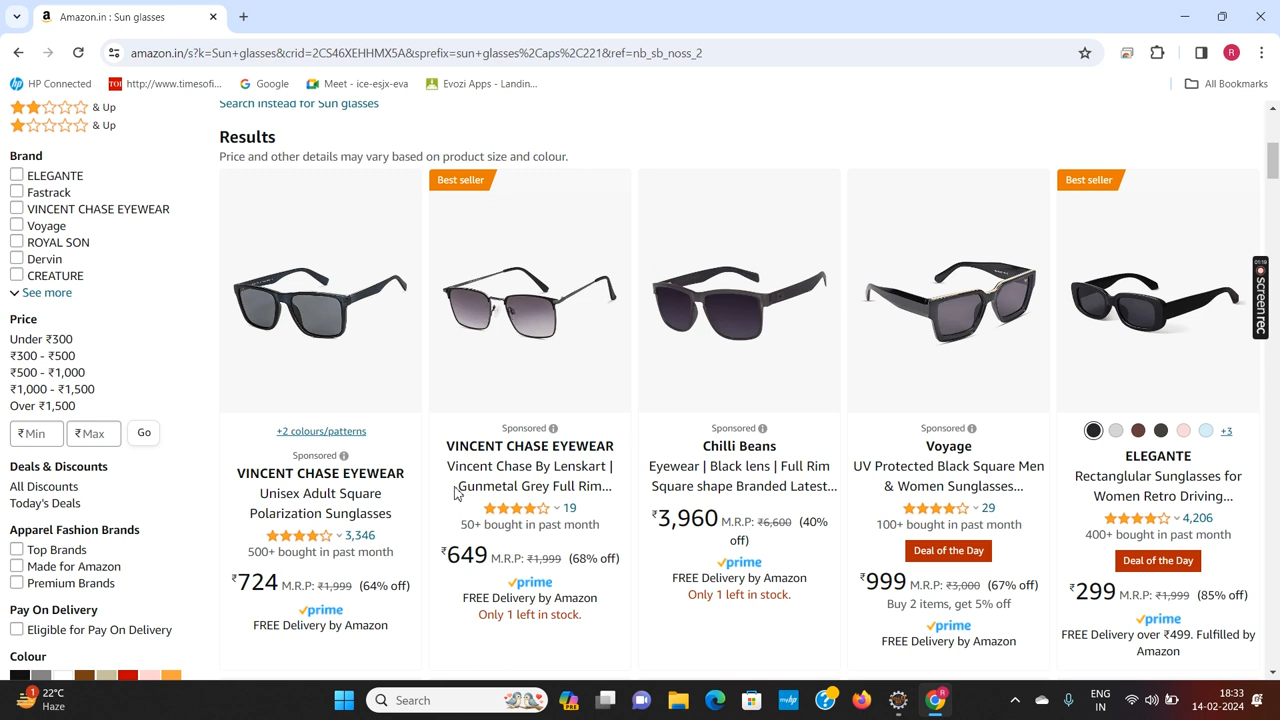 Amazon.in : Sun glasses
amazon.in/s?k=Sun+glasses&crid=2CS46XEHHMX5A&sprefix=sun+glasses%2Caps%2C221&ref=nb_sb_noss_2
R
HP Connected
http://www.timesofi...
Google
Meet - ice-esjx-eva
Evozi Apps - Landin...
All Bookmarks
& Up
& Up
Brand
ELEGANTE
Fastrack
VINCENT CHASE EYEWEAR
Voyage
ROYAL SON
Dervin
CREATURE
See more
Price
Under ₹300
₹300 - ₹500
₹500 - ₹1,000
₹1,000 - ₹1,500
Over ₹1,500
₹ Min
₹ Max
Go
Deals & Discounts
All Discounts
Today's Deals
Apparel Fashion Brands
Top Brands
Made for Amazon
Premium Brands
Pay On Delivery
Eligible for Pay On Delivery
Colour
Search instead for Sun glasses
Results
Price and other details may vary based on product size and colour.
+2 colours/patterns
Sponsored
VINCENT CHASE EYEWEAR
Unisex Adult Square
Polarization Sunglasses
3,346
500+ bought in past month
₹724 M.R.P: ₹1,999 (64% off)
prime
FREE Delivery by Amazon
Best seller
Sponsored
VINCENT CHASE EYEWEAR
Vincent Chase By Lenskart |
Gunmetal Grey Full Rim...
19
50+ bought in past month
₹649 M.R.P: ₹1,999 (68% off)
prime
FREE Delivery by Amazon
Only 1 left in stock.
Sponsored
Chilli Beans
Eyewear | Black lens | Full Rim
Square shape Branded Latest...
₹3,960 M.R.P: ₹6,600 (40%
off)
prime
FREE Delivery by Amazon
Only 1 left in stock.
Sponsored
Voyage
UV Protected Black Square Men
& Women Sunglasses...
29
100+ bought in past month
Deal of the Day
₹999 M.R.P: ₹3,000 (67% off)
Buy 2 items, get 5% off
prime
FREE Delivery by Amazon
Best seller
+3
ELEGANTE
Rectanglular Sunglasses for
Women Retro Driving...
4,206
400+ bought in past month
Deal of the Day
₹299 M.R.P: ₹1,999 (85% off)
prime
FREE Delivery over ₹499. Fulfilled by
Amazon
01:19
screenrec
1
22°C
Haze
Search
PRE
ENG
IN
18:33
14-02-2024